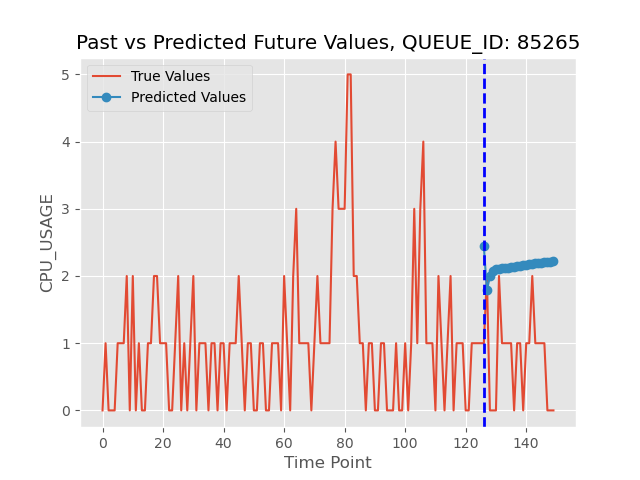 Past vs Predicted Future Values, QUEUE_ID: 85265
True Values
Predicted Values
5
4
3
2
1
0
CPU_USAGE
0 20 40 60 80 100 120 140
Time Point